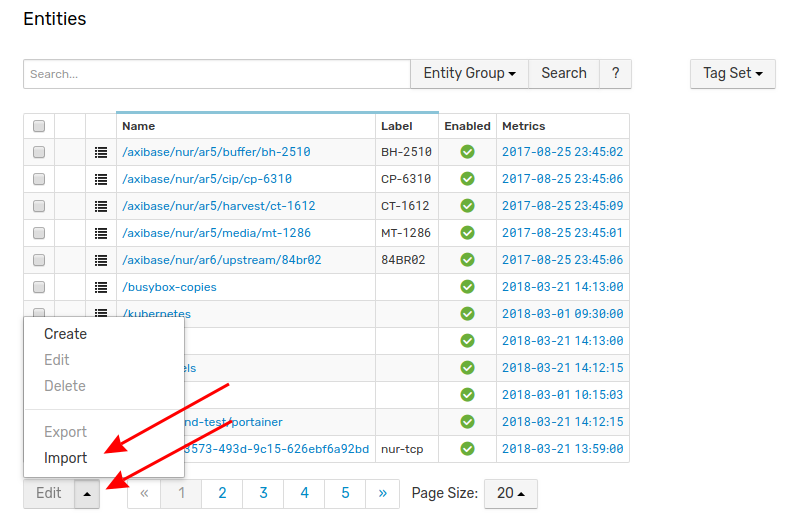 Entities
Search... Entity Group Search ? Tag Set
Name Label Enabled Metrics
/axibase/nur/ar5/buffer/bh-2510 BH-2510 2017-08-25 23:45:02
/axibase/nur/ar5/cip/cp-6310 CP-6310 2017-08-25 23:45:06
/axibase/nur/ar5/harvest/ct-1612 CT-1612 2017-08-25 23:45:09
/axibase/nur/ar5/media/mt-1286 MT-1286 2017-08-25 23:45:01
/axibase/nur/ar6/upstream/84br02 84BR02 2017-08-25 23:45:06
/busybox-copies 2018-03-21 14:13:00
/kubernetes 2018-03-01 09:30:00
Create 2018-03-21 14:13:00
Edit els 2018-03-21 14:12:15
Delete 2018-03-01 10:15:03
nd-test/portainer 2018-03-21 14:12:15
Export
3573-493d-9c15-626ebf6a92bd nur-tcp 2018-03-21 13:59:00
Import
Edit « 1 2 3 4 5 » Page Size: 20